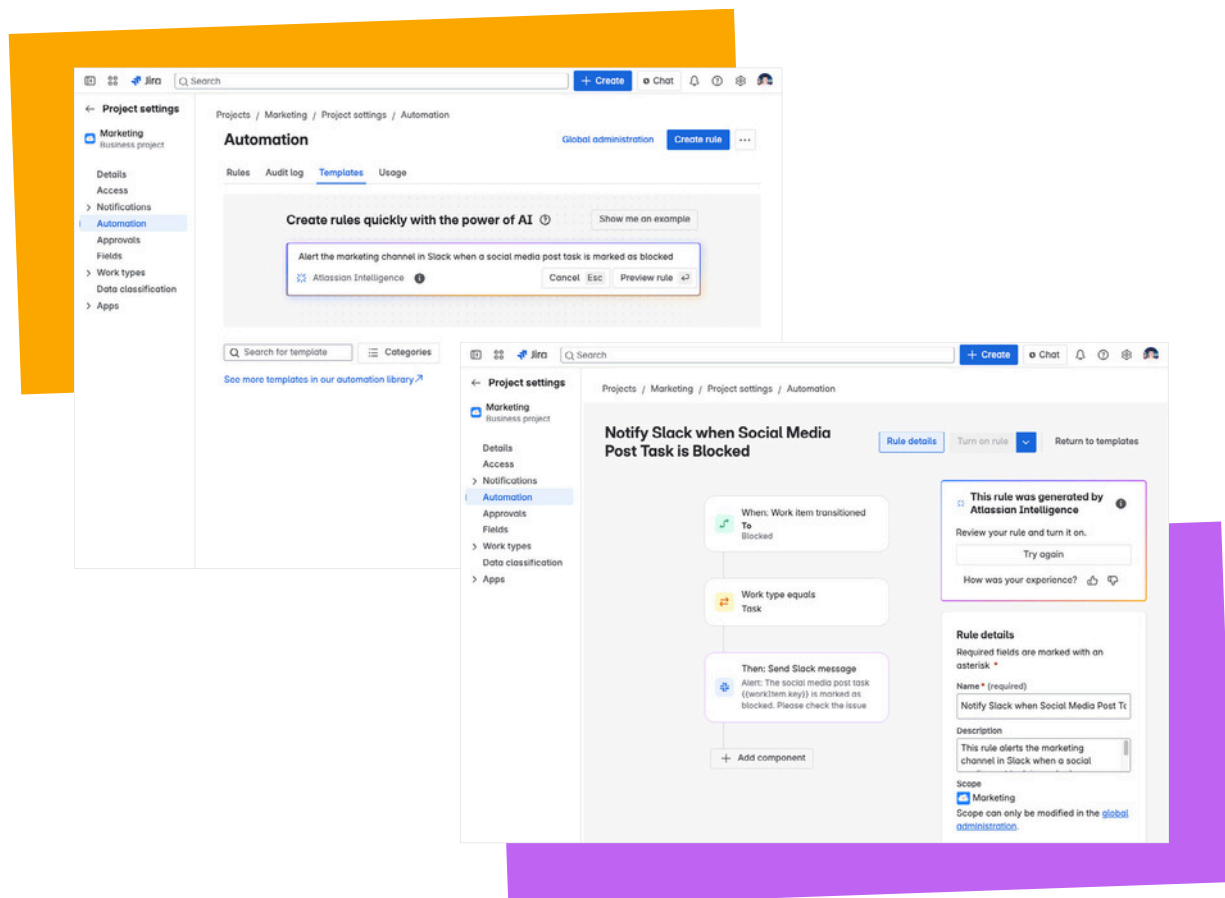 Jira
Search
+ Create
Chat
Project settings
Marketing
Business project
Details
Access
Notifications
Automation
Approvals
Fields
Work types
Data classification
Apps
Projects / Marketing / Project settings / Automation
Automation
Global administration
Create rule
Rules Audit log Templates Usage
Create rules quickly with the power of AI
Show me an example
Alert the marketing channel in Slack when a social media post task is marked as blocked
Atlassian Intelligence
Cancel Esc
Preview rule
Search for template
Categories
See more templates in our automation library
Jira
Search
+ Create
Chat
Project settings
Marketing
Business project
Details
Access
Notifications
Automation
Approvals
Fields
Work types
Data classification
Apps
Projects / Marketing / Project settings / Automation
Notify Slack when Social Media
Post Task is Blocked
Rule details
Turn on rule
Return to templates
When: Work item transitioned
To
Blocked
Work type equals
Task
Then: Send Slack message
Alert: The social media post task
{{workItem.key}} is marked as
blocked. Please check the issue
+ Add component
This rule was generated by
Atlassian Intelligence
Review your rule and turn it on.
Try again
How was your experience?
Rule details
Required fields are marked with an
asterisk *
Name * (required)
Notify Slack when Social Media Post Tc
Description
This rule alerts the marketing
channel in Slack when a social
Scope
Marketing
Scope can only be modified in the global
administration.